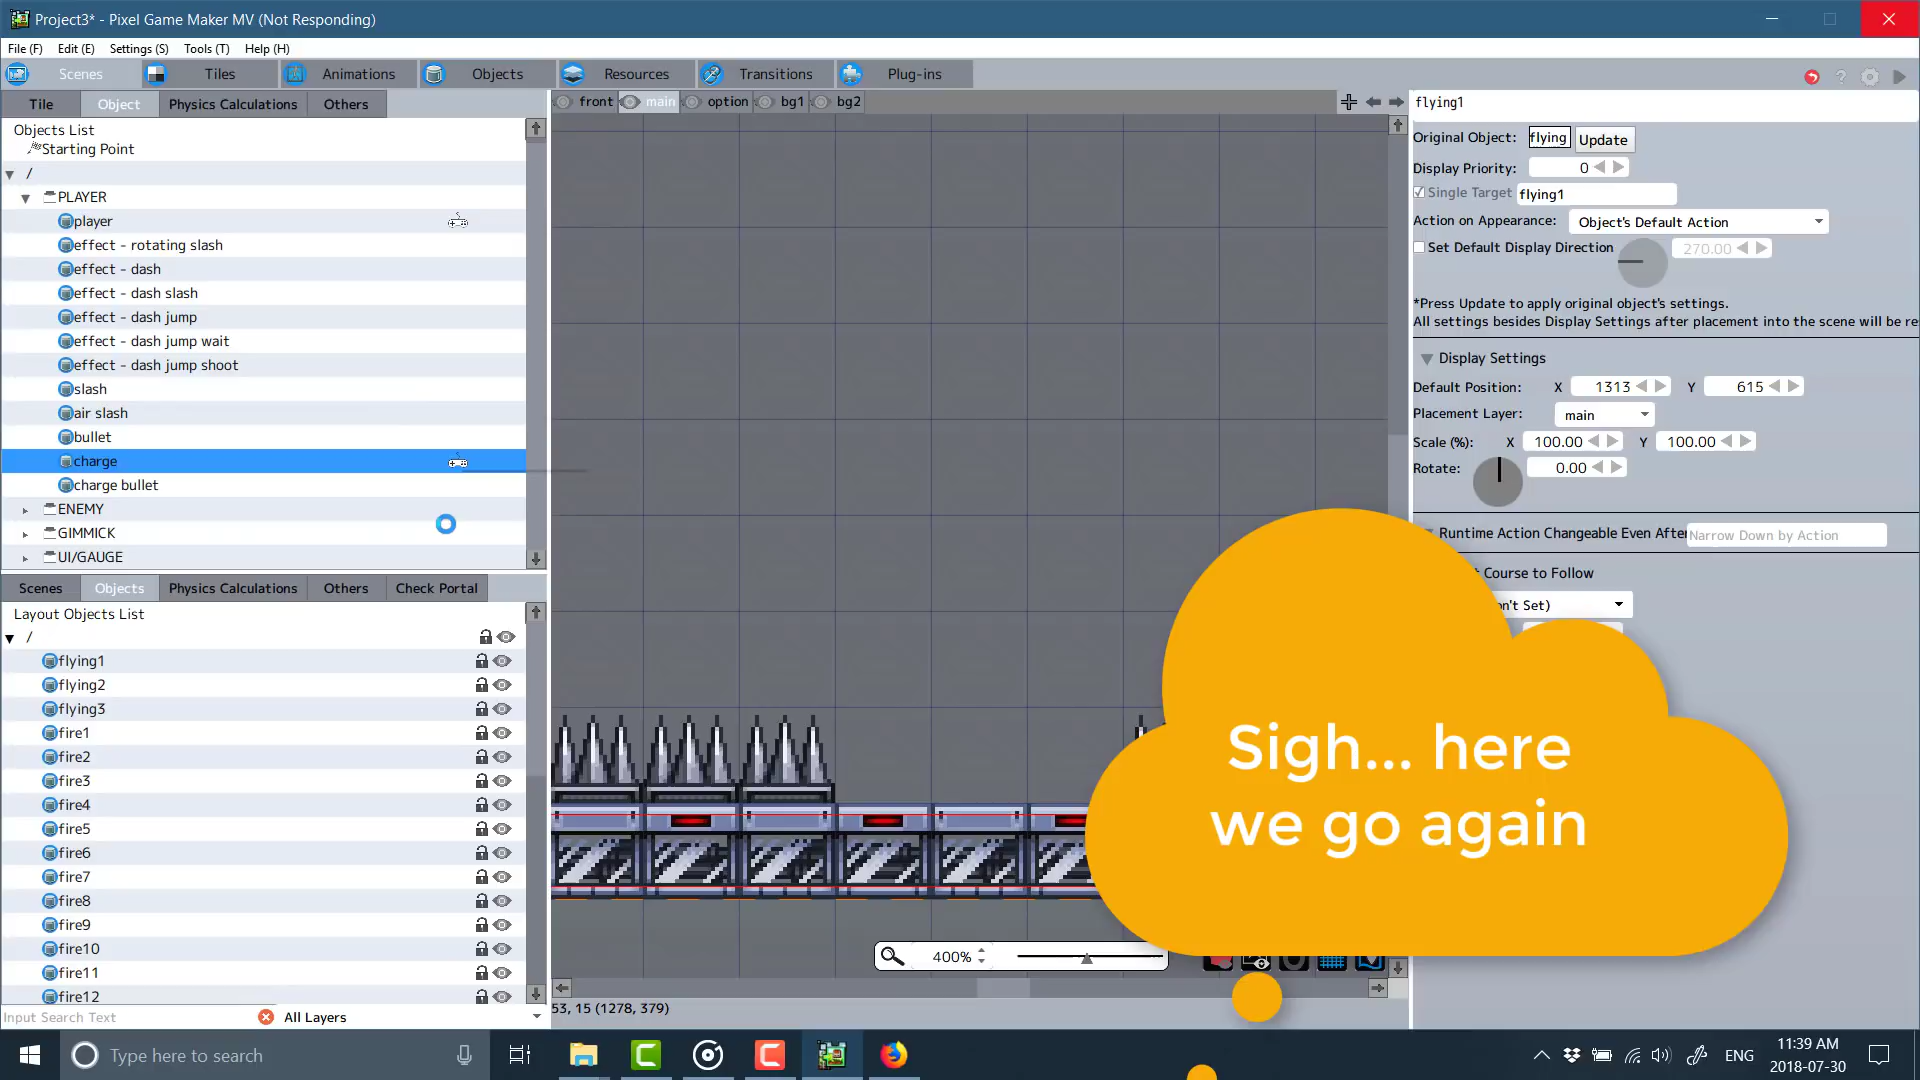 Project3* - Pixel Game Maker MV (Not Responding)
File (F) Edit (E) Settings (S) Tools (T) Help (H)
Scenes Tiles Animations Objects Resources Transitions Plug-ins
Tile Object Physics Calculations Others
front main option bg1 bg2
flying1
Objects List
Starting Point
/
PLAYER
player
effect - rotating slash
effect - dash
effect - dash slash
effect - dash jump
effect - dash jump wait
effect - dash jump shoot
slash
air slash
bullet
charge
charge bullet
ENEMY
GIMMICK
UI/GAUGE
Scenes Objects Physics Calculations Others Check Portal
Layout Objects List
/
flying1
flying2
flying3
fire1
fire2
fire3
fire4
fire5
fire6
fire7
fire8
fire9
fire10
fire11
fire12
Input Search Text All Layers
400%
53, 15 (1278, 379)
Original Object: flying Update
Display Priority: 0
Single Target flying1
Action on Appearance: Object's Default Action
Set Default Display Direction 270.00
*Press Update to apply original object's settings.
All settings besides Display Settings after placement into the scene will be re
Display Settings
Default Position: X 1313 Y 615
Placement Layer: main
Scale (%): X 100.00 Y 100.00
Rotate: 0.00
Runtime Action Changeable Even After Narrow Down by Action
Course to Follow
Set)
Sigh... here
we go again
Type here to search
ENG
11:39 AM
2018-07-30